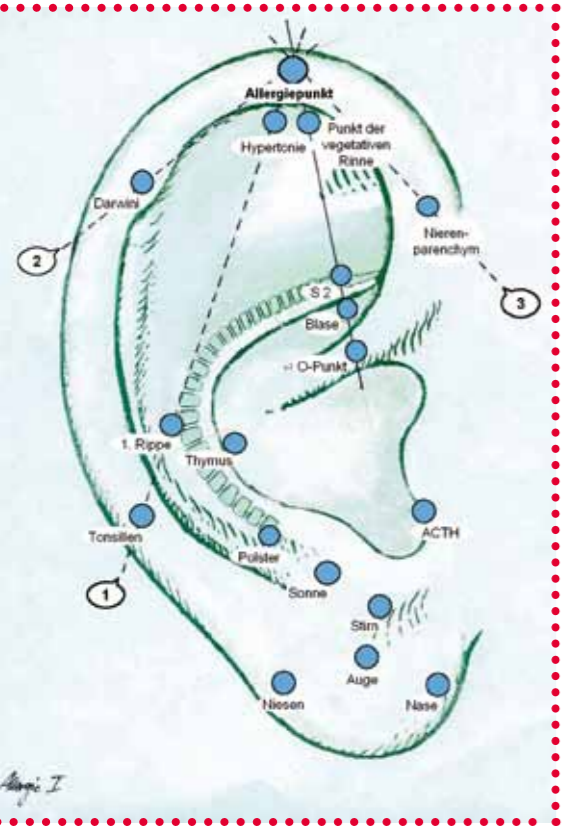 Allergiepunkt
Hypertonie
Punkt der
vegetativen
Rinne
Darwini
Nieren-
parenchym
2
3
S 2
Blase
O-Punkt
1. Rippe
Thymus
Tonsillen
ACTH
Polster
1
Sonne
Stirn
Auge
Niesen
Nase
I